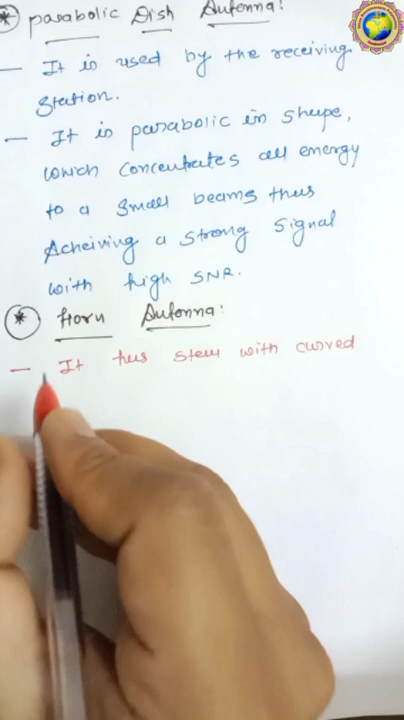 * parabolic Dish Antenna:
— It is used by the receiving
station.
— It is parabolic in shape,
which concentrates all energy
to a small beams thus
Acheiving a strong signal
with high SNR.
* Horn Antenna:
— It has stem with curved